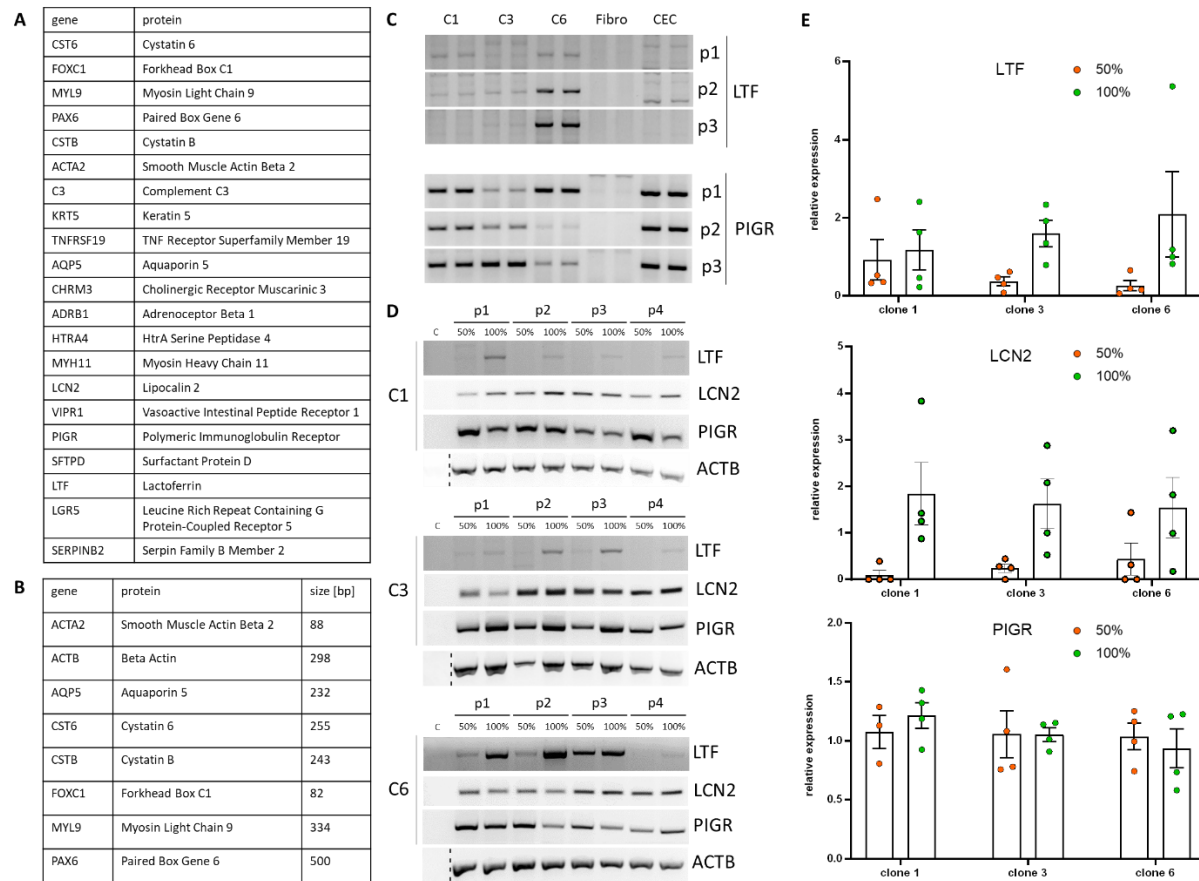 A
gene protein
CST6 Cystatin 6
FOXC1 Forkhead Box C1
MYL9 Myosin Light Chain 9
PAX6 Paired Box Gene 6
CSTB Cystatin B
ACTA2 Smooth Muscle Actin Beta 2
C3 Complement C3
KRT5 Keratin 5
TNFRSF19 TNF Receptor Superfamily Member 19
AQP5 Aquaporin 5
CHRM3 Cholinergic Receptor Muscarinic 3
ADRB1 Adrenoceptor Beta 1
HTRA4 HtrA Serine Peptidase 4
MYH11 Myosin Heavy Chain 11
LCN2 Lipocalin 2
VIPR1 Vasoactive Intestinal Peptide Receptor 1
PIGR Polymeric Immunoglobulin Receptor
SFTPD Surfactant Protein D
LTF Lactoferrin
LGR5 Leucine Rich Repeat Containing G
Protein-Coupled Receptor 5
SERPINB2 Serpin Family B Member 2
B
gene protein size [bp]
ACTA2 Smooth Muscle Actin Beta 2 88
ACTB Beta Actin 298
AQP5 Aquaporin 5 232
CST6 Cystatin 6 255
CSTB Cystatin B 243
FOXC1 Forkhead Box C1 82
MYL9 Myosin Light Chain 9 334
PAX6 Paired Box Gene 6 500
C
C1 C3 C6 Fibro CEC
p1
p2 LTF
p3
p1
p2 PIGR
p3
D
p1 p2 p3 p4
C 50% 100% 50% 100% 50% 100% 50% 100%
LTF
C1 LCN2
PIGR
ACTB
p1 p2 p3 p4
C 50% 100% 50% 100% 50% 100% 50% 100%
LTF
C3 LCN2
PIGR
ACTB
p1 p2 p3 p4
C 50% 100% 50% 100% 50% 100% 50% 100%
LTF
C6 LCN2
PIGR
ACTB
E
LTF
50%
100%
relative expression
6
4
2
0
clone 1 clone 3 clone 6
LCN2
50%
100%
relative expression
5
4
3
2
1
0
clone 1 clone 3 clone 6
PIGR
50%
100%
relative expression
2.0
1.5
1.0
0.5
0.0
clone 1 clone 3 clone 6